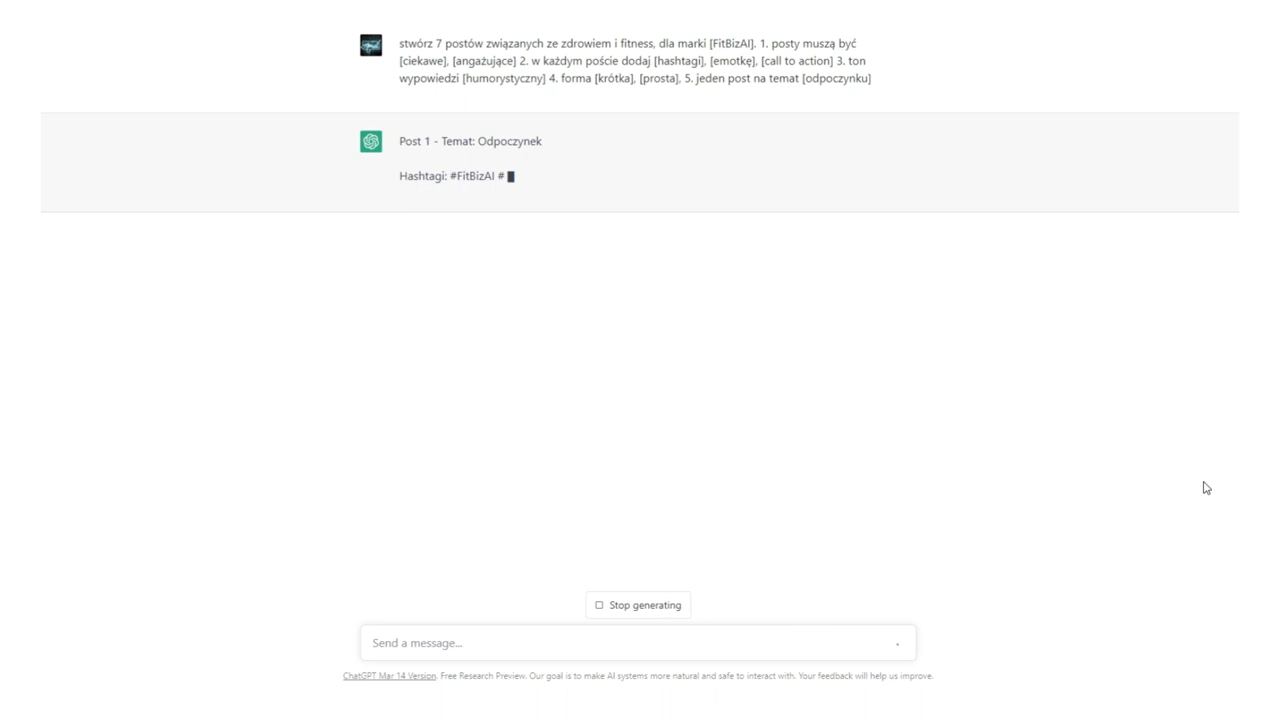 stwórz 7 postów związanych ze zdrowiem i fitness, dla marki [FitBizAI]. 1. posty muszą być
[ciekawe], [angażujące] 2. w każdym poście dodaj [hashtagi], [emotkę], [call to action] 3. ton
wypowiedzi [humorystyczny] 4. forma [krótka], [prosta], 5. jeden post na temat [odpoczynku]
Post 1 - Temat: Odpoczynek
Hashtagi: #FitBizAI #
Stop generating
Send a message...
ChatGPT Mar 14 Version. Free Research Preview. Our goal is to make AI systems more natural and safe to interact with. Your feedback will help us improve.